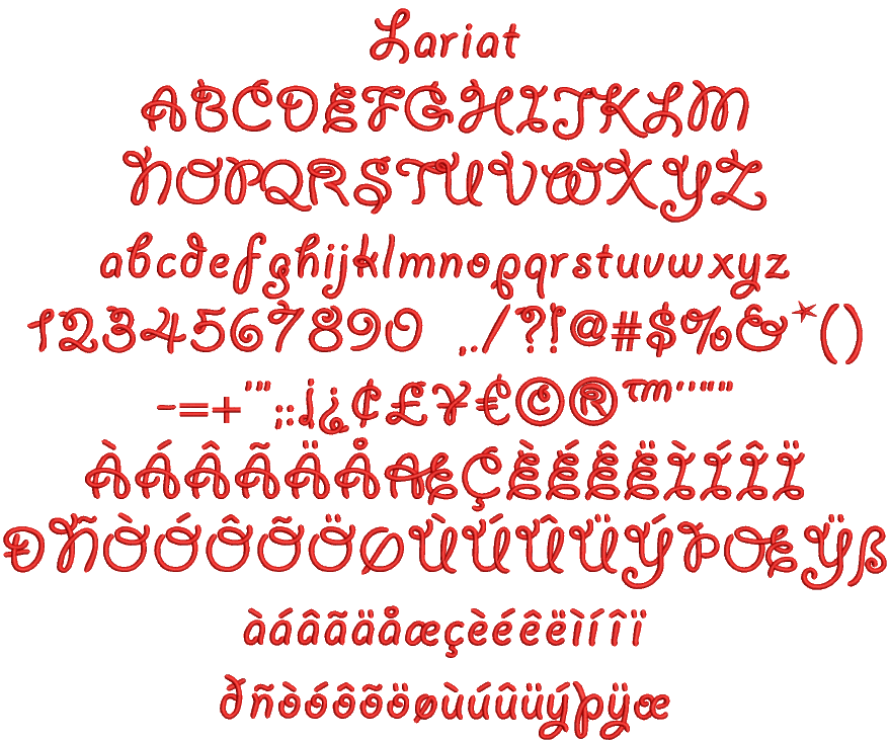 Lariat
ABCDEFGHIJKLM
NOPQRSTUVWXYZ
abcdefghijklmnopqrstuvwxyz
1234567890 ,./?!@#$%&*()
-=+'";:¡¿¢£¥€©®™‘’“”
ÀÁÂÃÄÅÆÇÈÉÊËÌÍÎÏ
ÐÑÒÓÔÕÖØÙÚÛÜÝÞŒŸß
àáâãäåæçèéêëìíîï
ðñòóôõöøùúûüýþÿœ